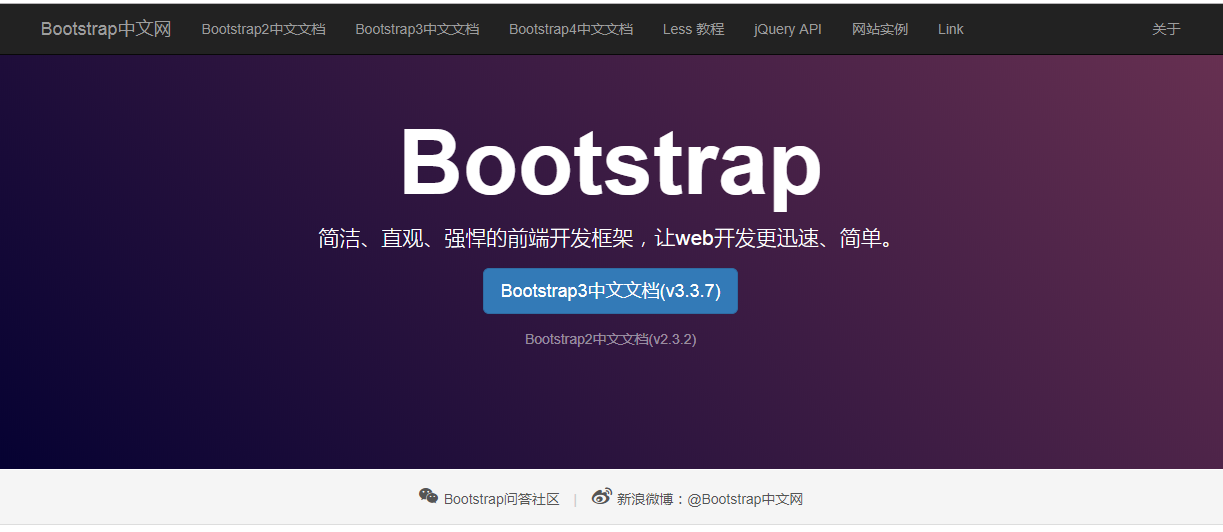 Bootstrap中文网 Bootstrap2中文文档 Bootstrap3中文文档 Bootstrap4中文文档 Less 教程 jQuery API 网站实例 Link 关于
Bootstrap
简洁、直观、强悍的前端开发框架，让web开发更迅速、简单。
Bootstrap3中文文档(v3.3.7)
Bootstrap2中文文档(v2.3.2)
Bootstrap问答社区 | 新浪微博：@Bootstrap中文网